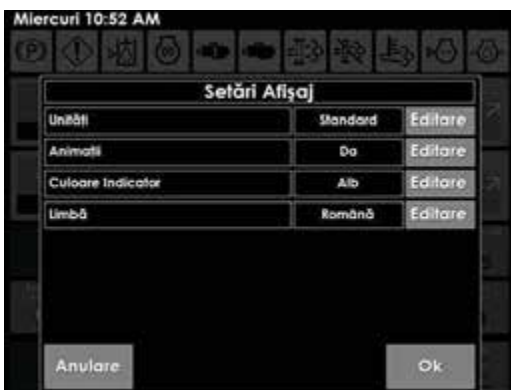 Miercuri 10:52 AM
Setări Afişaj
Unităţi Standard Editare
Animaţii Da Editare
Culoare Indicator Alb Editare
Limbă Română Editare
Anulare Ok